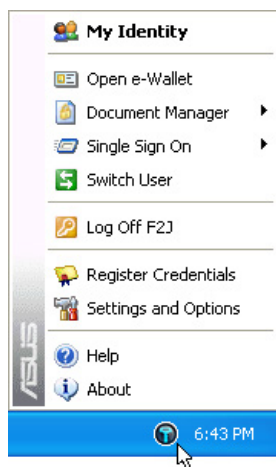 My Identity
Open e-Wallet
Document Manager
Single Sign On
Switch User
Log Off F2J
Register Credentials
Settings and Options
Help
About
ASUS
6:43 PM